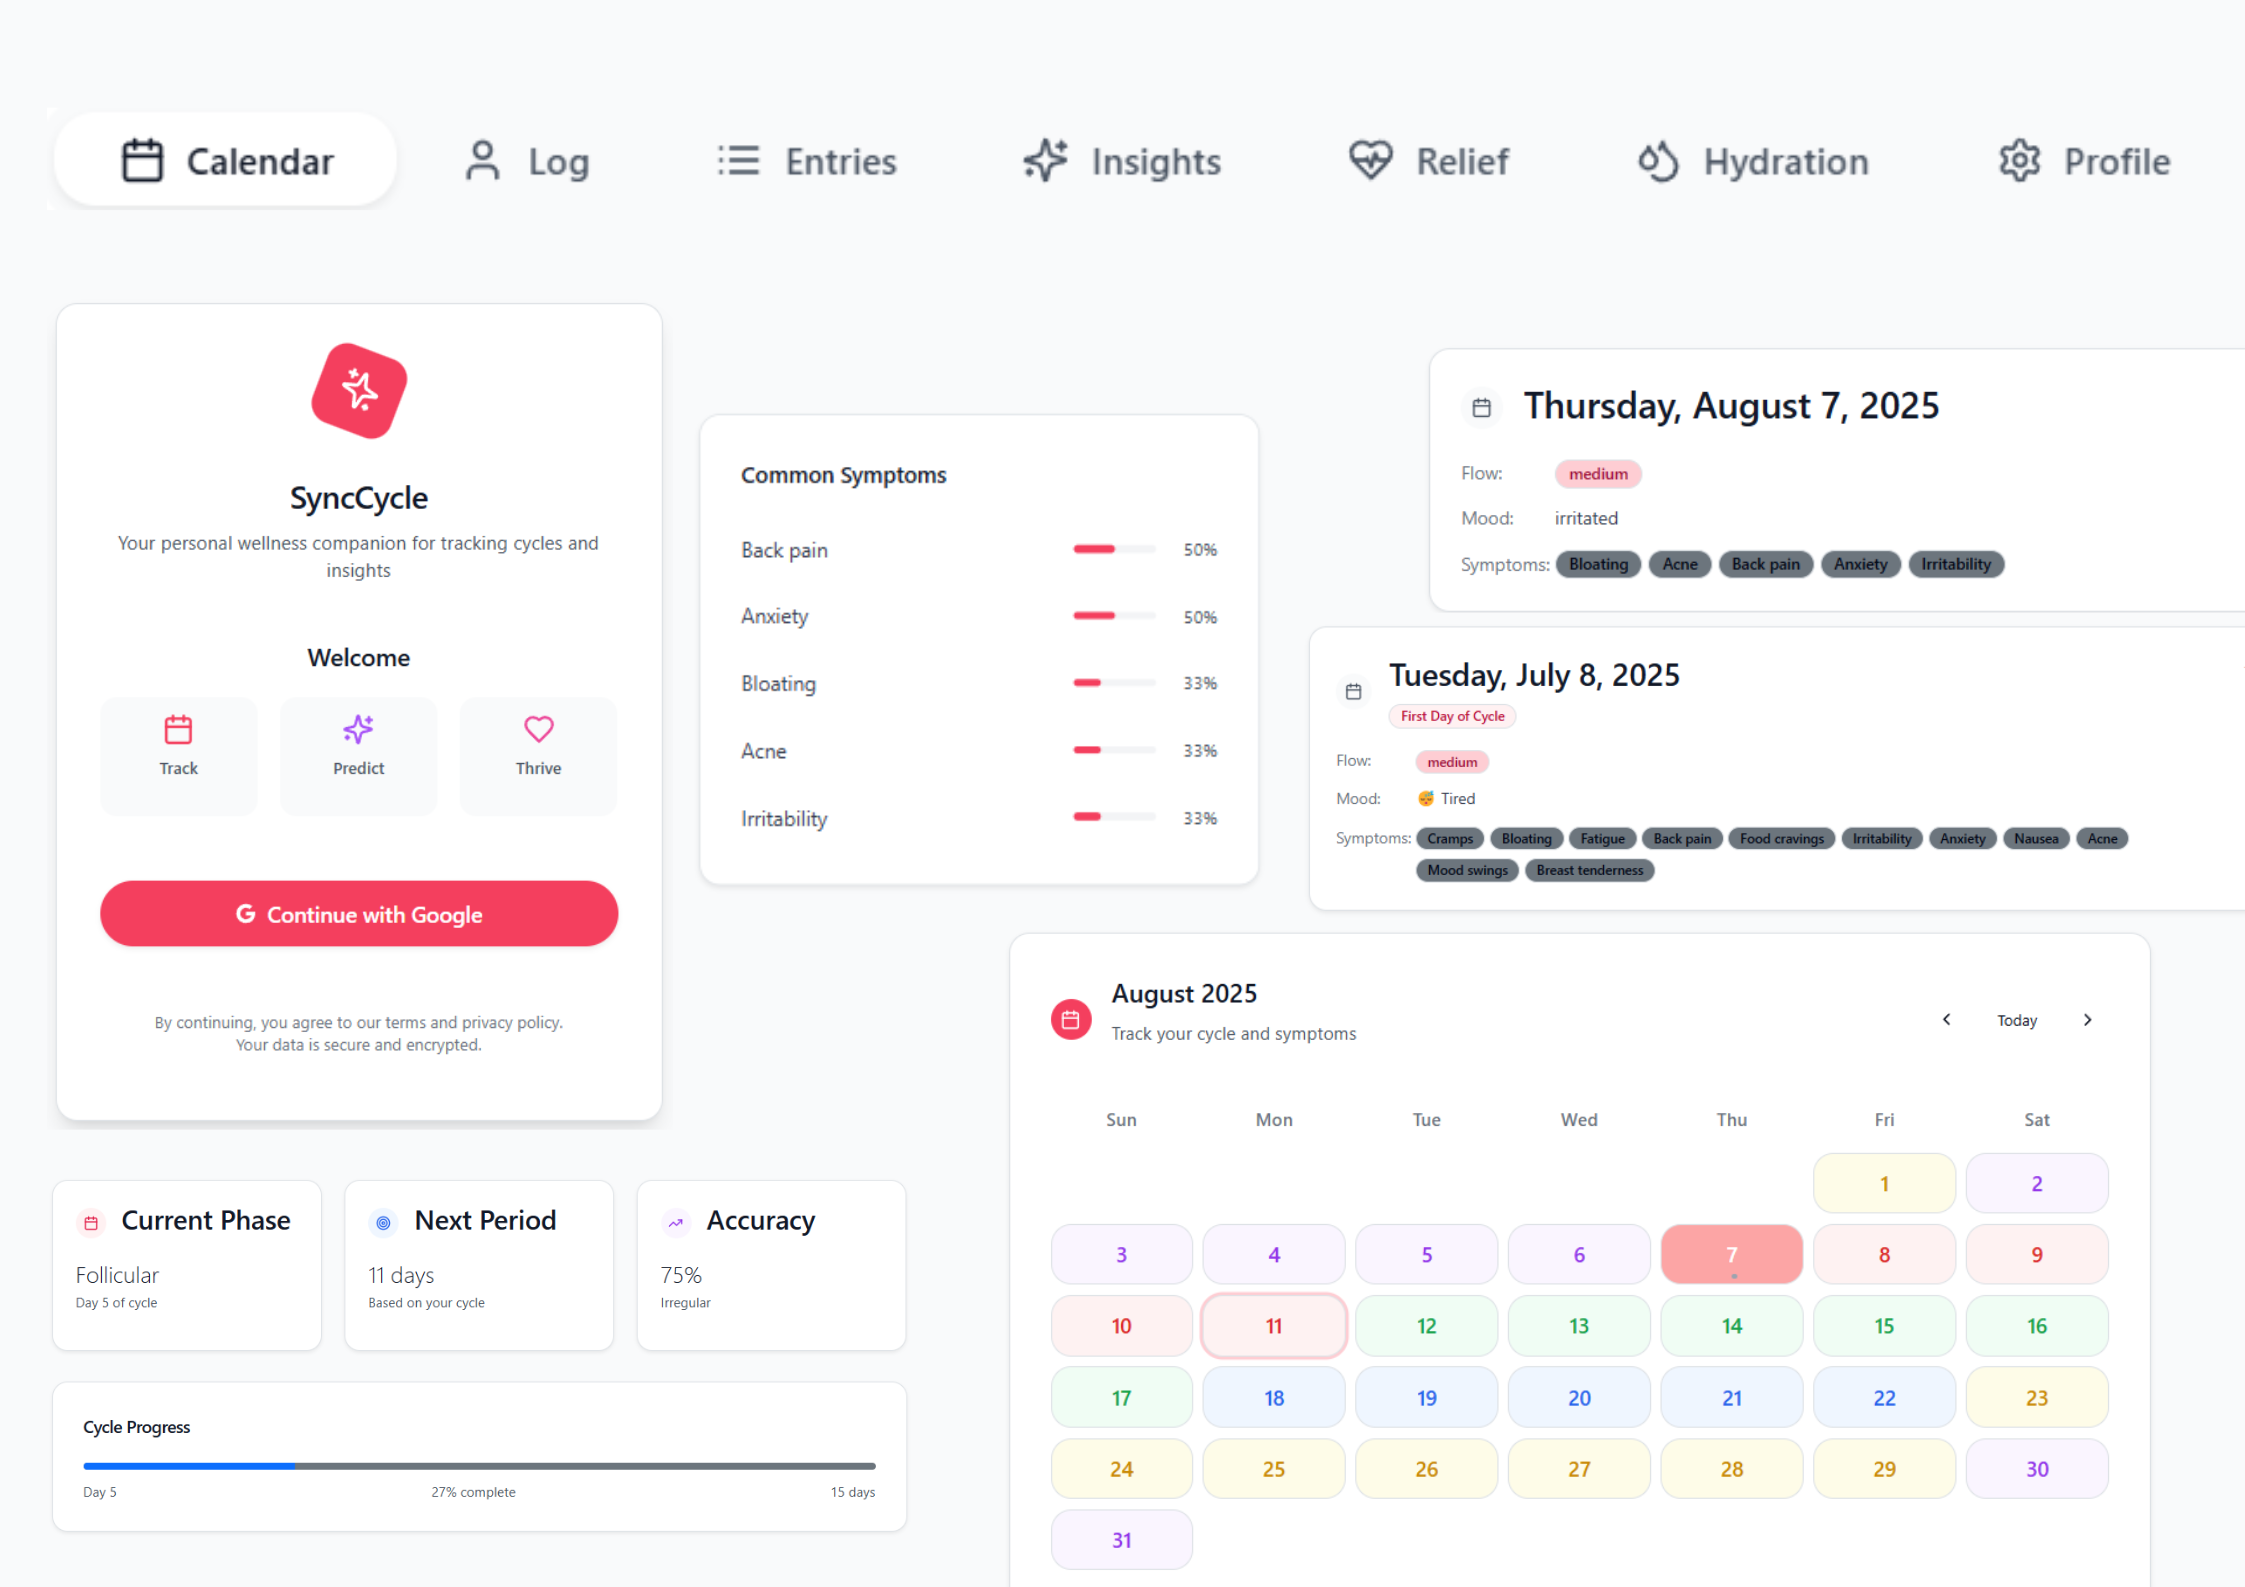 Calendar Log Entries Insights Relief Hydration Profile
SyncCycle
Your personal wellness companion for tracking cycles and
insights
Welcome
Track Predict Thrive
G Continue with Google
By continuing, you agree to our terms and privacy policy.
Your data is secure and encrypted.
Common Symptoms
Back pain 50%
Anxiety 50%
Bloating 33%
Acne 33%
Irritability 33%
Thursday, August 7, 2025
Flow: medium
Mood: irritated
Symptoms: Bloating Acne Back pain Anxiety Irritability
Tuesday, July 8, 2025
First Day of Cycle
Flow: medium
Mood: 😴 Tired
Symptoms: Cramps Bloating Fatigue Back pain Food cravings Irritability Anxiety Nausea Acne
Mood swings Breast tenderness
Current Phase
Follicular
Day 5 of cycle
Next Period
11 days
Based on your cycle
Accuracy
75%
Irregular
Cycle Progress
Day 5 27% complete 15 days
August 2025
Track your cycle and symptoms
Today
Sun Mon Tue Wed Thu Fri Sat
1 2
3 4 5 6 7 8 9
10 11 12 13 14 15 16
17 18 19 20 21 22 23
24 25 26 27 28 29 30
31